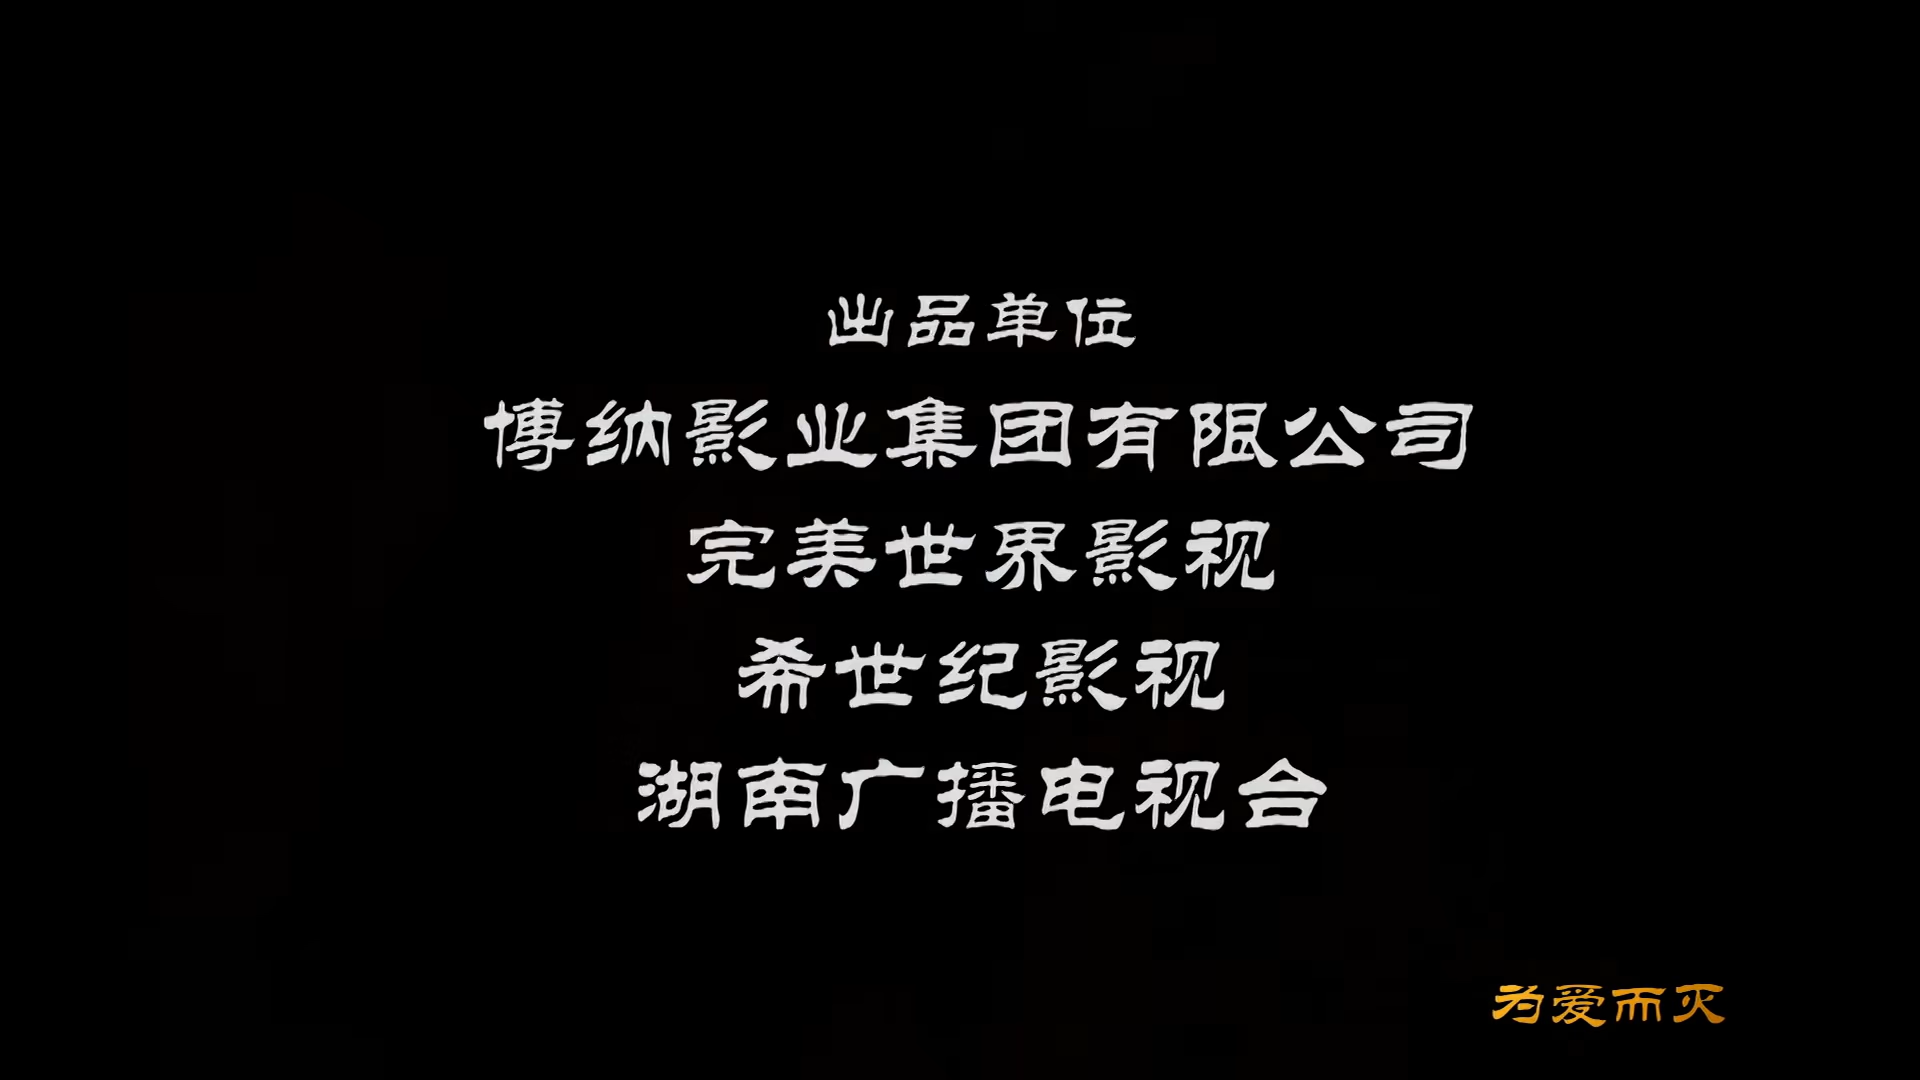 出品单位
博纳影业集团有限公司
完美世界影视
希世纪影视
湖南广播电视台
为爱而灭